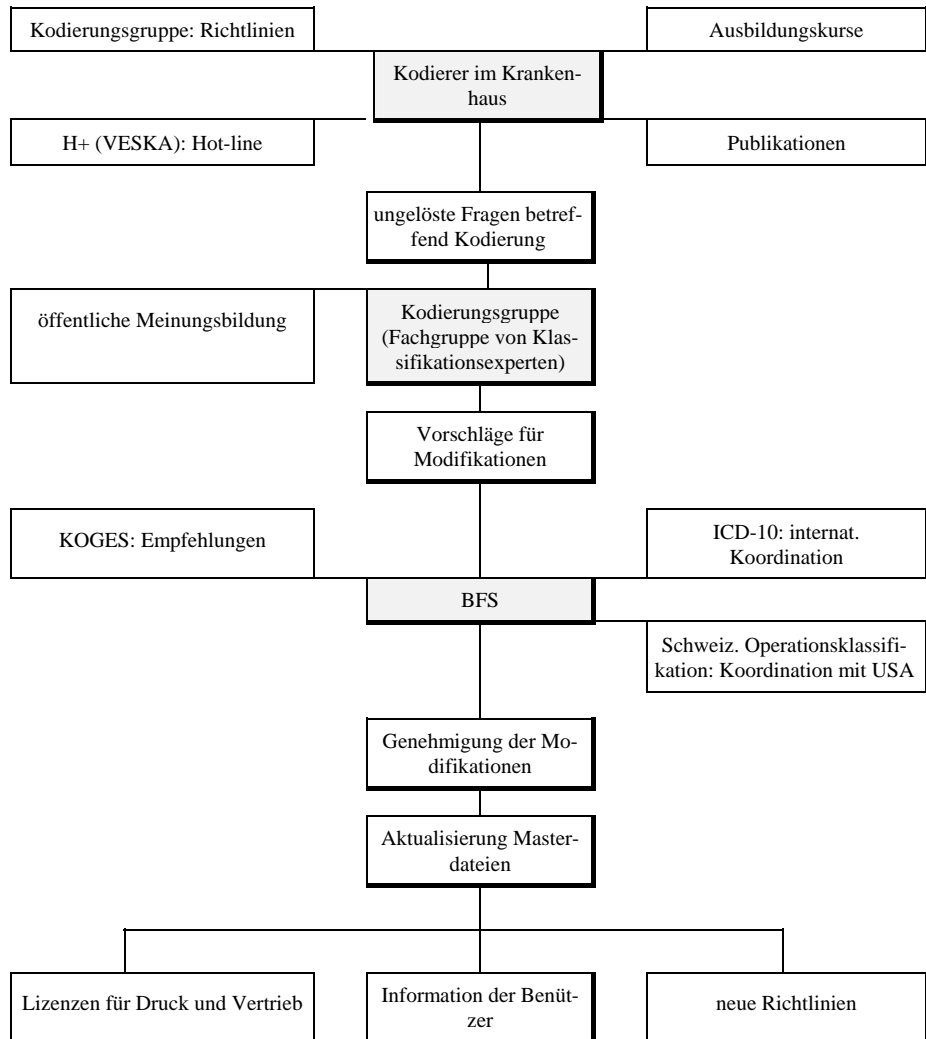 Kodierungsgruppe: Richtlinien
Ausbildungskurse
Kodierer im Kranken-
haus
H+ (VESKA): Hot-line
Publikationen
ungelöste Fragen betref-
fend Kodierung
öffentliche Meinungsbildung
Kodierungsgruppe
(Fachgruppe von Klas-
sifikationsexperten)
Vorschläge für
Modifikationen
KOGES: Empfehlungen
ICD-10: internat.
Koordination
BFS
Schweiz. Operationsklassifi-
kation: Koordination mit USA
Genehmigung der Mo-
difikationen
Aktualisierung Master-
dateien
Lizenzen für Druck und Vertrieb
Information der Benüt-
zer
neue Richtlinien